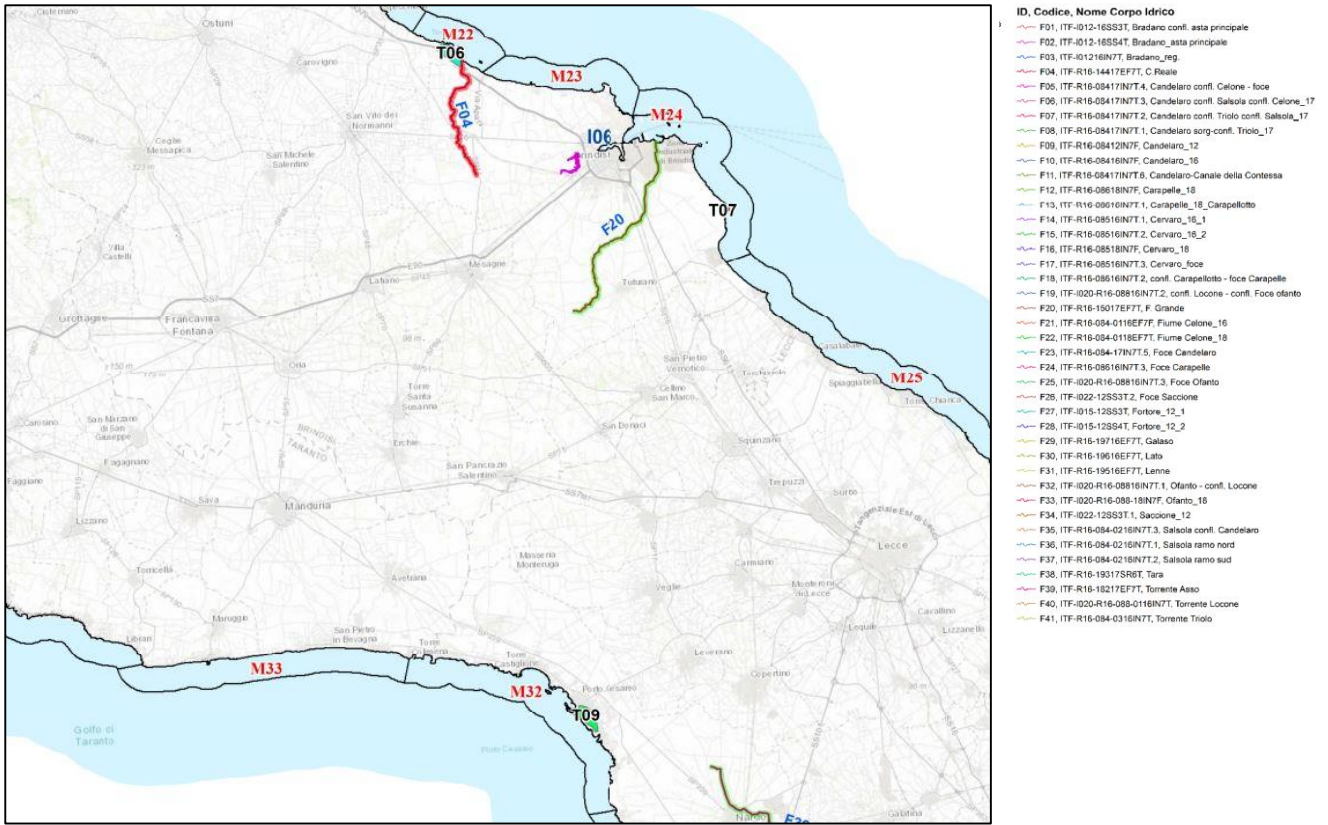 Cisternino
Ostuni
M22
T06
Carovigno
M23
F04
San Vito dei
Normanni
M24
Ceglie
Messapica
San Michele
Salentino
I06
T07
F20
Villa
Castelli
Mesagne
Latiano
Tuturano
SS7
Grottaglie
Francavilla
Fontana
Oria
San Pietro
Vernotico
M25
Torre
Santa
Susanna
Cellino
San Marco
Carosino
San Marzano
di San
Giuseppe
BRINDISI
TARANTO
Erchie
San Donaci
Squinzano
Fragagnano
San Pancrazio
Salentino
Trepuzzi
Faggiano
Sava
Manduria
Surbo
Tangenziale Est di Lecce
Lizzano
Lecce
Torricella
Masseria
Monteruga
Avetrana
Carmiano
Monteroni
di Lecce
Veglie
Cavallino
Maruggio
Lizzanello
Lequile
San Pietro
in Bevagna
Torre
Colimena
Torre
Castiglione
Leverano
M33
Copertino
M32
Porto Cesareo
T09
Golfo di
Taranto
Nardò
Galatina
ID, Codice, Nome Corpo Idrico
F01, ITF-I012-16SS3T, Bradano confl. asta principale
F02, ITF-I012-16SS4T, Bradano_asta principale
F03, ITF-I01216IN7T, Bradano_reg.
F04, ITF-R16-14417EF7T, C.Reale
F05, ITF-R16-08417IN7T.4, Candelaro confl. Celone - foce
F06, ITF-R16-08417IN7T.3, Candelaro confl. Salsola confl. Celone_17
F07, ITF-R16-08417IN7T.2, Candelaro confl. Triolo confl. Salsola_17
F08, ITF-R16-08417IN7T.1, Candelaro sorg-confl. Triolo_17
F09, ITF-R16-08412IN7F, Candelaro_12
F10, ITF-R16-08416IN7F, Candelaro_16
F11, ITF-R16-08417IN7T.6, Candelaro-Canale della Contessa
F12, ITF-R16-08618IN7F, Carapelle_18
F13, ITF-R16-08616IN7T.1, Carapelle_18_Carapellotto
F14, ITF-R16-08516IN7T.1, Cervaro_16_1
F15, ITF-R16-08516IN7T.2, Cervaro_16_2
F16, ITF-R16-08518IN7F, Cervaro_18
F17, ITF-R16-08516IN7T.3, Cervaro_foce
F18, ITF-R16-08616IN7T.2, confl. Carapellotto - foce Carapelle
F19, ITF-I020-R16-08816IN7T.2, confl. Locone - confl. Foce ofanto
F20, ITF-R16-15017EF7T, F. Grande
F21, ITF-R16-084-0116EF7F, Fiume Celone_16
F22, ITF-R16-084-0118EF7T, Fiume Celone_18
F23, ITF-R16-084-17IN7T.5, Foce Candelaro
F24, ITF-R16-08616IN7T.3, Foce Carapelle
F25, ITF-I020-R16-08816IN7T.3, Foce Ofanto
F26, ITF-I022-12SS3T.2, Foce Saccione
F27, ITF-I015-12SS3T, Fortore_12_1
F28, ITF-I015-12SS4T, Fortore_12_2
F29, ITF-R16-19716EF7T, Galaso
F30, ITF-R16-19616EF7T, Lato
F31, ITF-R16-19516EF7T, Lenne
F32, ITF-I020-R16-08816IN7T.1, Ofanto - confl. Locone
F33, ITF-I020-R16-088-18IN7F, Ofanto_18
F34, ITF-I022-12SS3T.1, Saccione_12
F35, ITF-R16-084-0216IN7T.3, Salsola confl. Candelaro
F36, ITF-R16-084-0216IN7T.1, Salsola ramo nord
F37, ITF-R16-084-0216IN7T.2, Salsola ramo sud
F38, ITF-R16-19317SR6T, Tara
F39, ITF-R16-18217EF7T, Torrente Asso
F40, ITF-I020-R16-088-0116IN7T, Torrente Locone
F41, ITF-R16-084-0316IN7T, Torrente Triolo